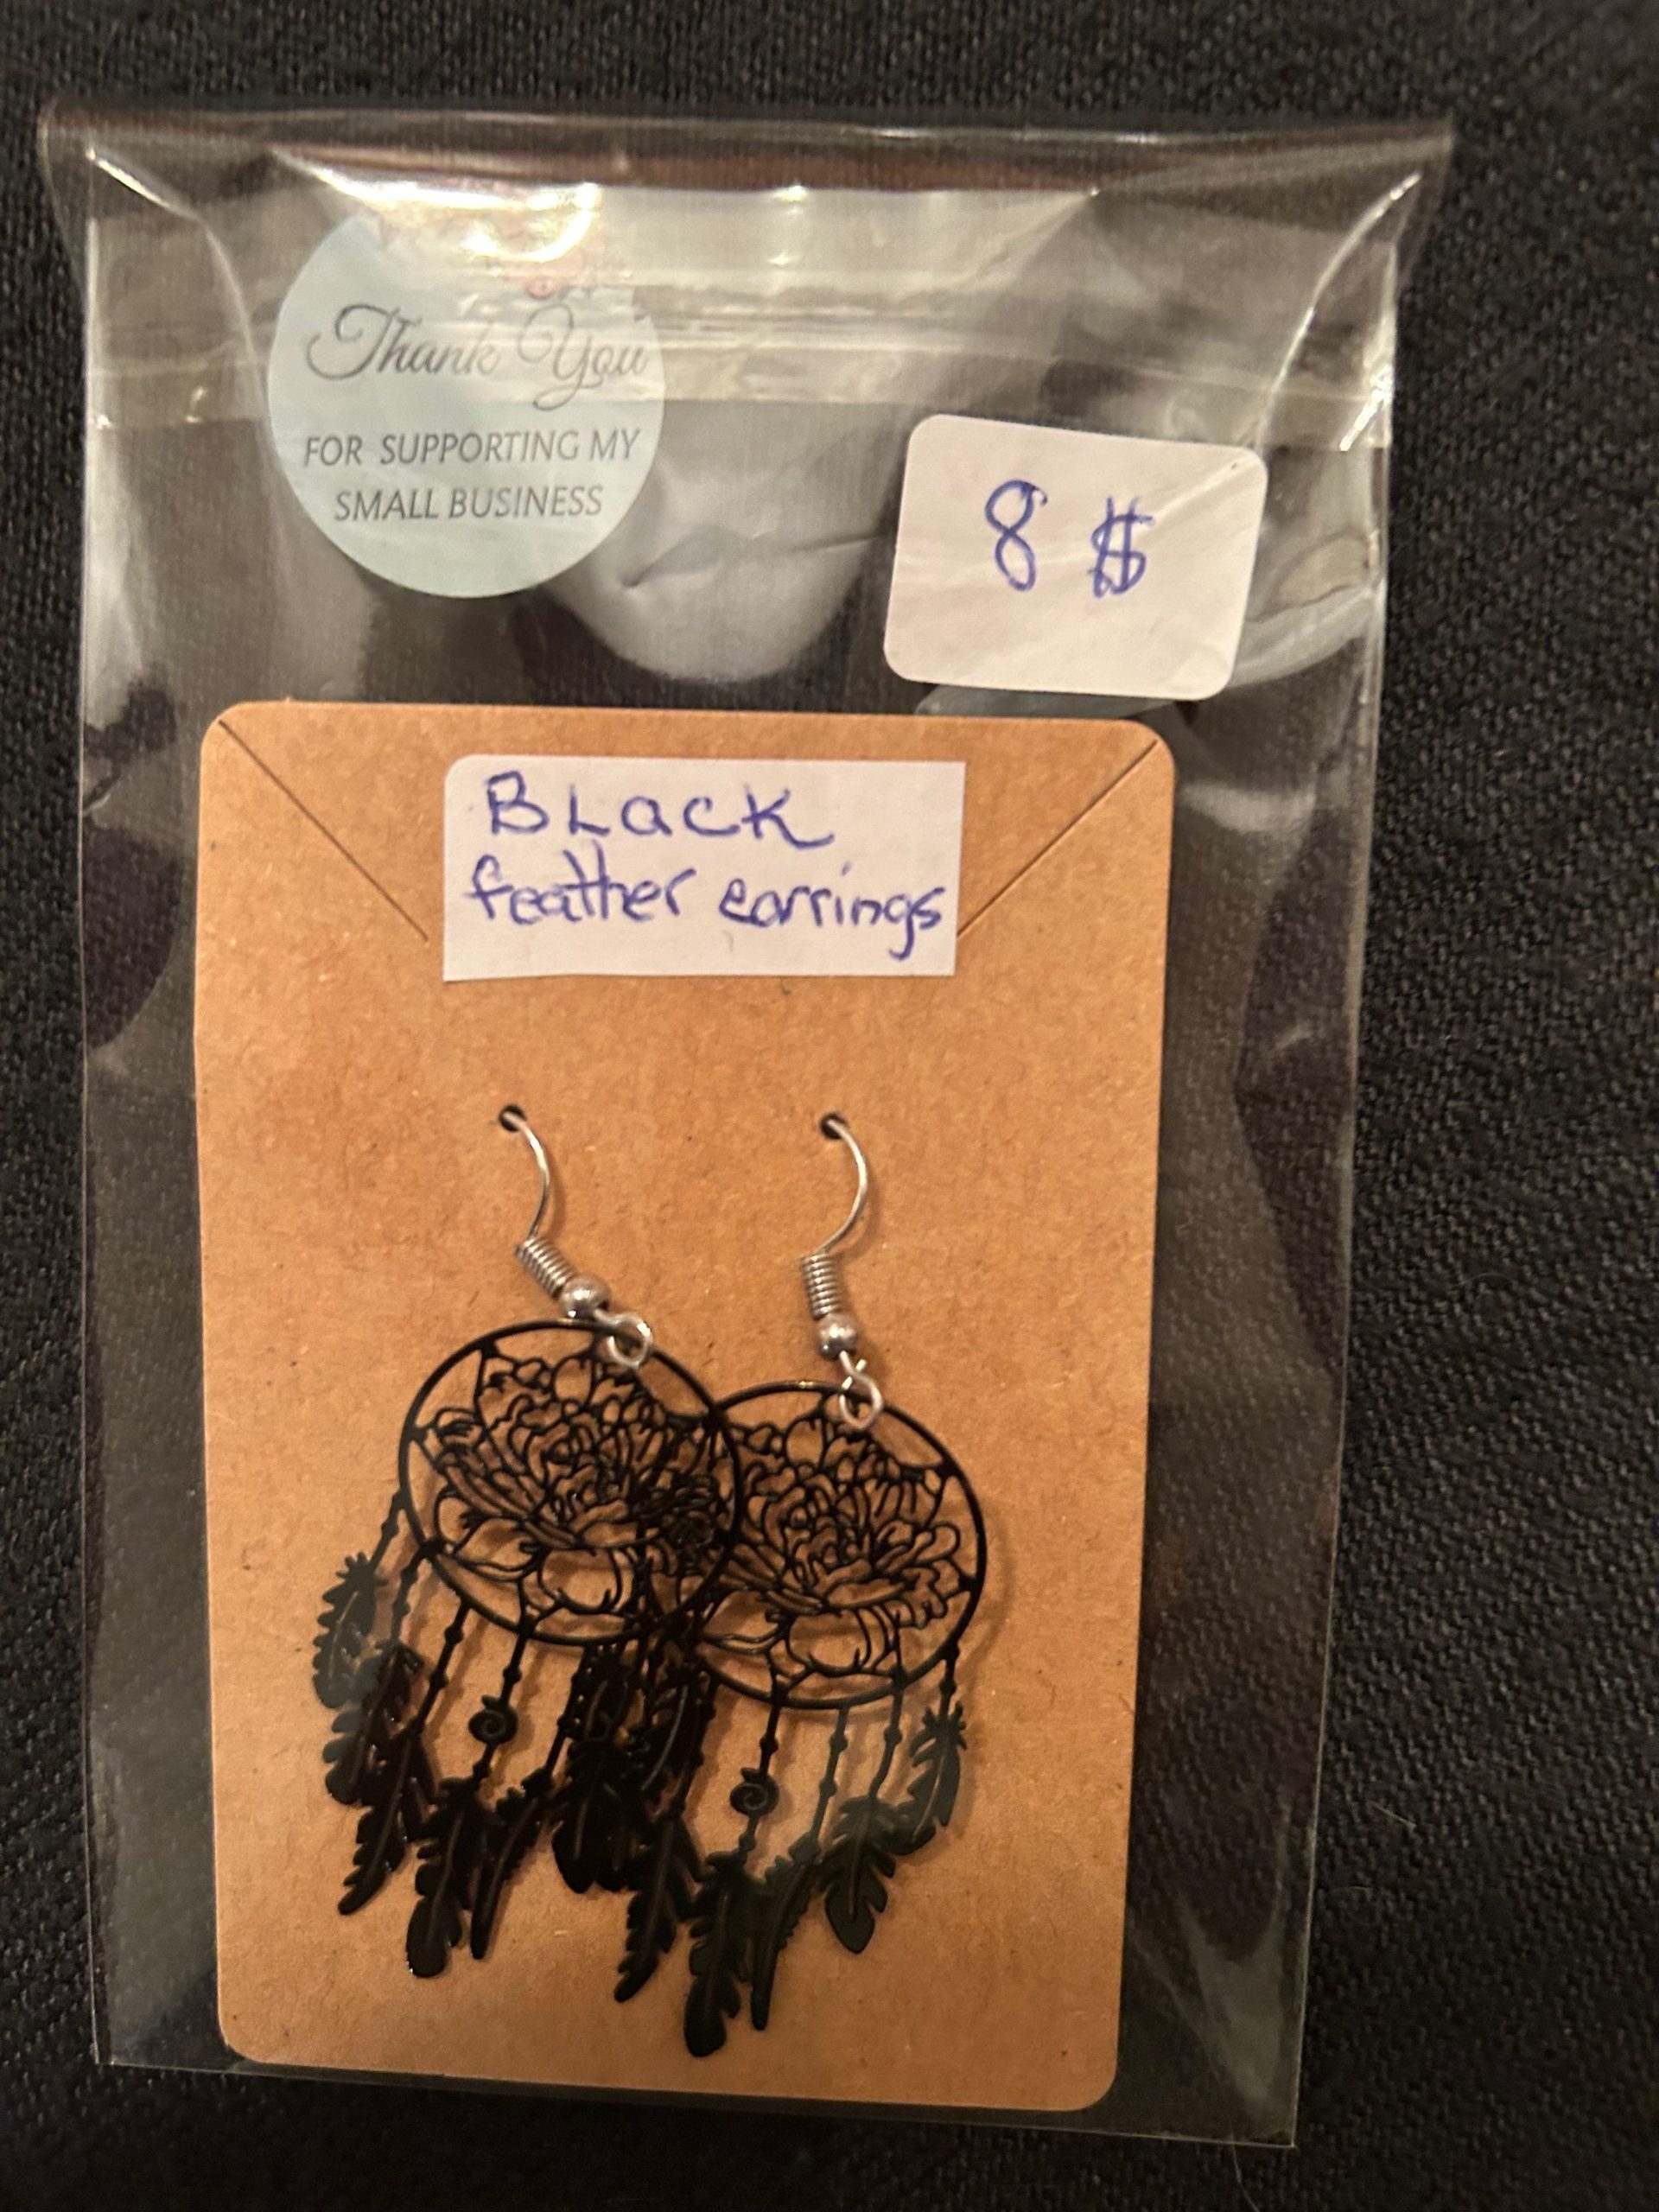 Thank You
FOR SUPPORTING MY
SMALL BUSINESS
8 $
BLacK
feather earrings